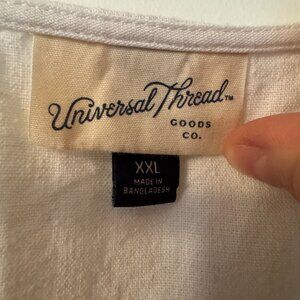 Universal Thread™
GOODS
CO.
XXL
MADE IN
BANGLADESH